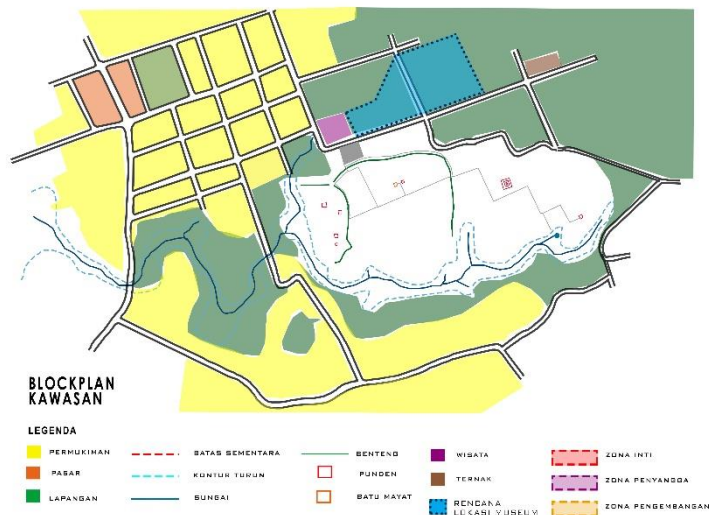 BLOCKPLAN
KAWASAN
LEGENDA
PERMUKIMAN
PASAR
LAPANGAN
BATAS SEMENTARA
KONTUR TURUN
SUNGAI
BENTENG
PUNDEN
BATU MAYAT
WISATA
TERNAK
RENCANA
LOKASI MUSEUM
ZONA INTI
ZONA PENYANGGA
ZONA PENGEMBANGAN